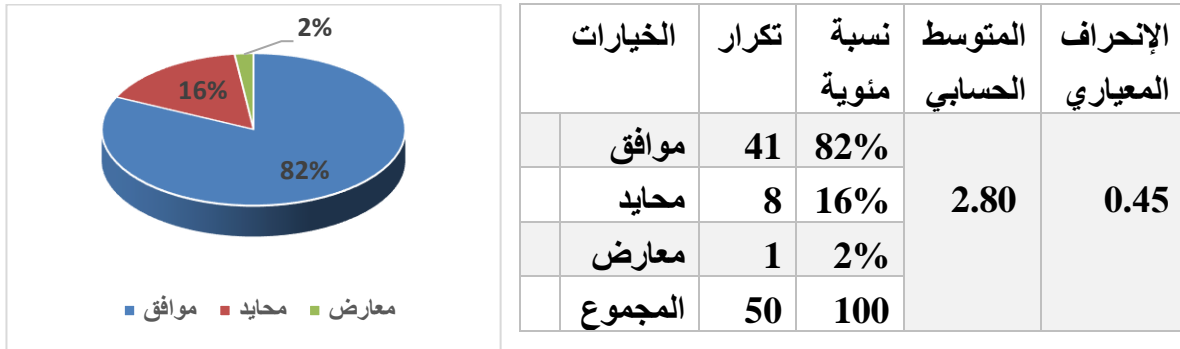 2%
16%
82%
موافق محايد معارض
الخيارات تكرار نسبة مئوية المتوسط الحسابي الإنحراف المعياري
موافق 41 82%
محايد 8 16% 2.80 0.45
معارض 1 2%
المجموع 50 100